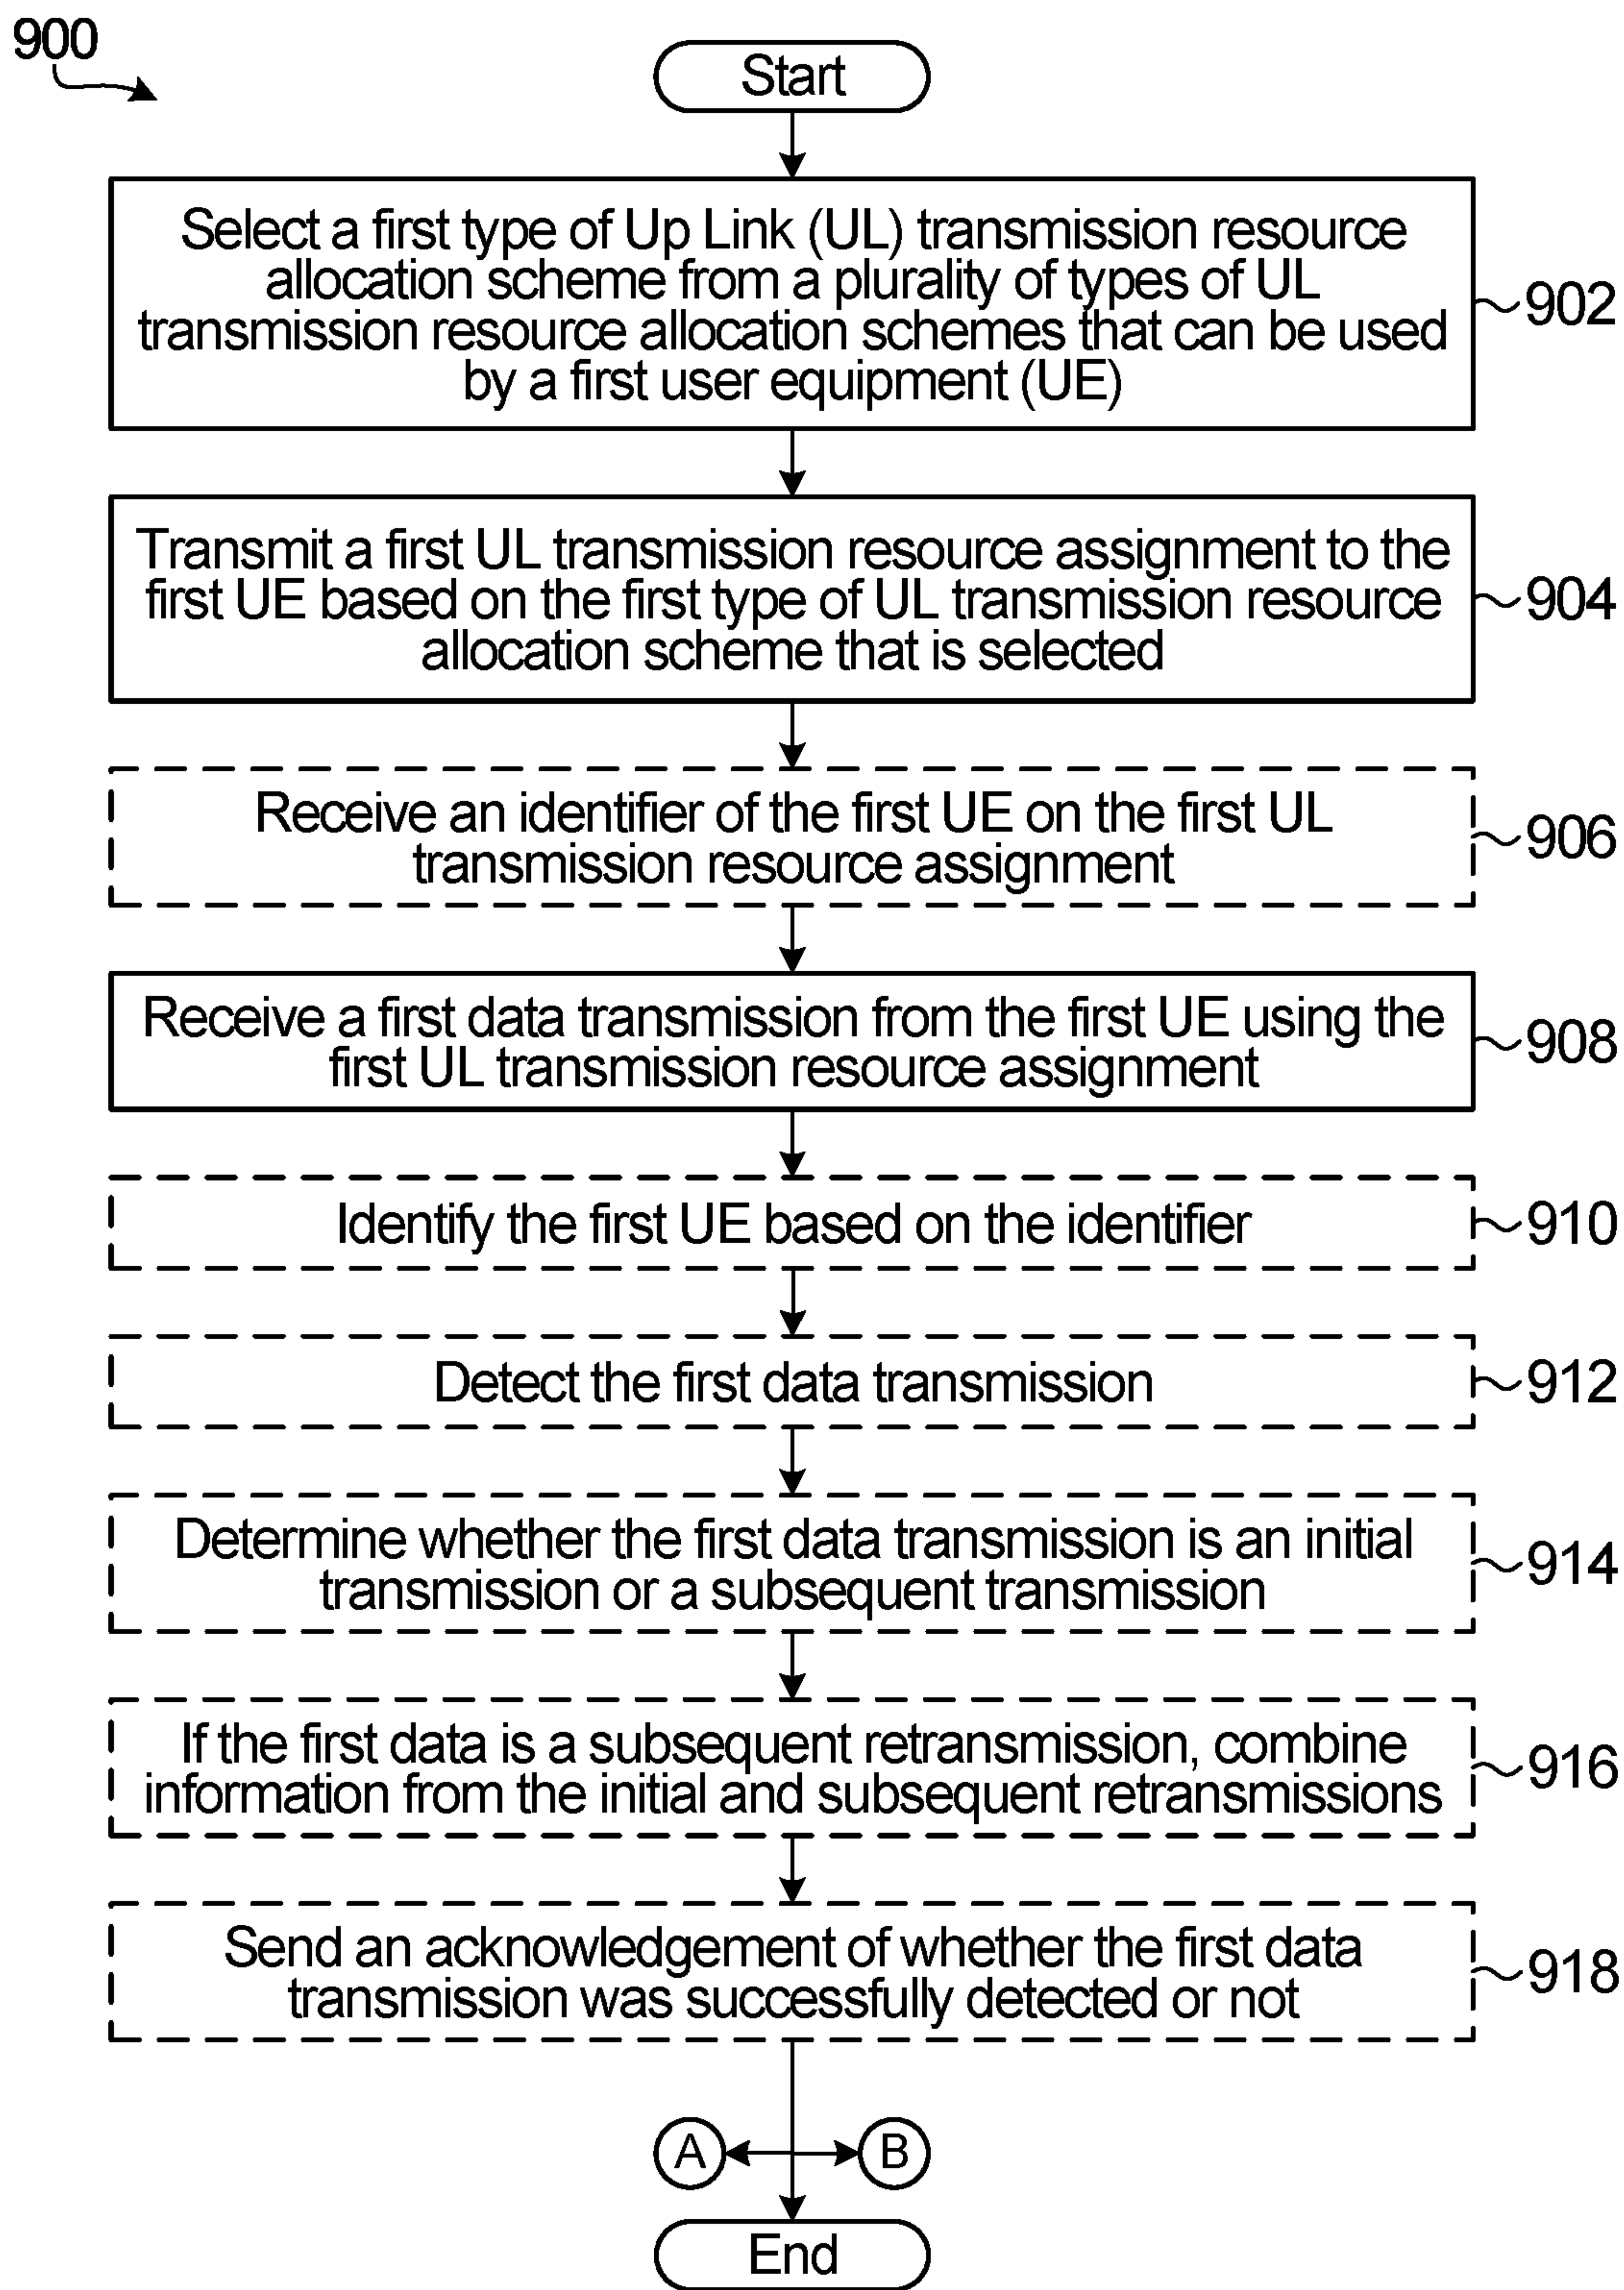 900
Start
Select a first type of Up Link (UL) transmission resource
allocation scheme from a plurality of types of UL
transmission resource allocation schemes that can be used
by a first user equipment (UE)
902
Transmit a first UL transmission resource assignment to the
first UE based on the first type of UL transmission resource
allocation scheme that is selected
904
Receive an identifier of the first UE on the first UL
transmission resource assignment
906
Receive a first data transmission from the first UE using the
first UL transmission resource assignment
908
Identify the first UE based on the identifier
910
Detect the first data transmission
912
Determine whether the first data transmission is an initial
transmission or a subsequent transmission
914
If the first data is a subsequent retransmission, combine
information from the initial and subsequent retransmissions
916
Send an acknowledgement of whether the first data
transmission was successfully detected or not
918
A
B
End